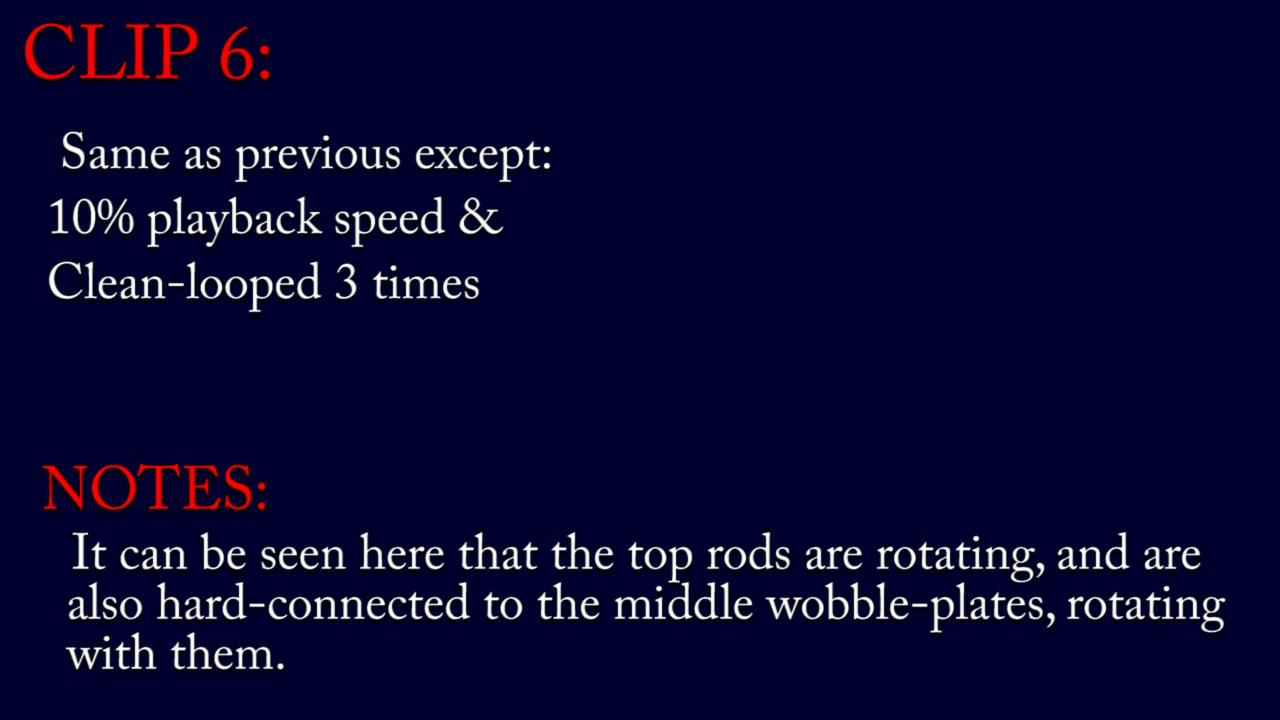 CLIP 6:
Same as previous except:
10% playback speed &
Clean-looped 3 times
NOTES:
It can be seen here that the top rods are rotating, and are
also hard-connected to the middle wobble-plates, rotating
with them.